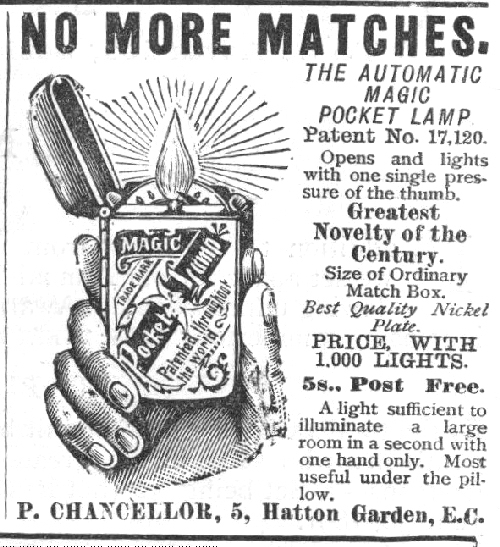 NO MORE MATCHES.
THE AUTOMATIC
MAGIC
POCKET LAMP
Patent No. 17,120.
Opens and lights
with one single pres-
sure of the thumb.
Greatest
Novelty of the
Century.
Size of Ordinary
Match Box.
Best Quality Nickel
Plate.
PRICE, WITH
1,000 LIGHTS.
5s., Post Free.
A light sufficient to
illuminate a large
room in a second with
one hand only. Most
useful under the pil-
low.
MAGIC
TRADE MARK
Pocket Lamp
Patented throughout
the World.
P. CHANCELLOR, 5, Hatton Garden, E.C.